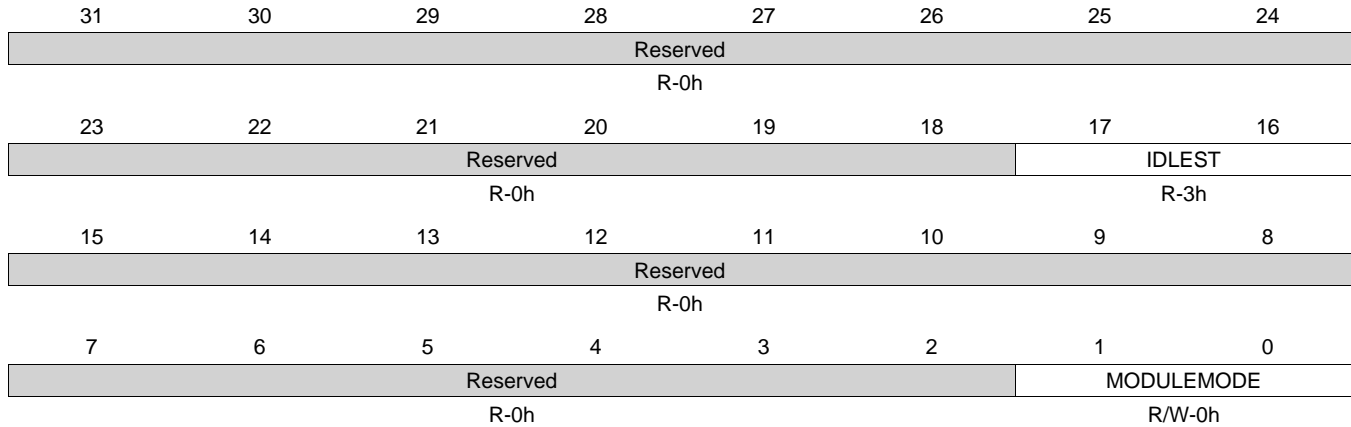 31 30 29 28 27 26 25 24
Reserved
R-0h
23 22 21 20 19 18 17 16
Reserved IDLEST
R-0h R-3h
15 14 13 12 11 10 9 8
Reserved
R-0h
7 6 5 4 3 2 1 0
Reserved MODULEMODE
R-0h R/W-0h